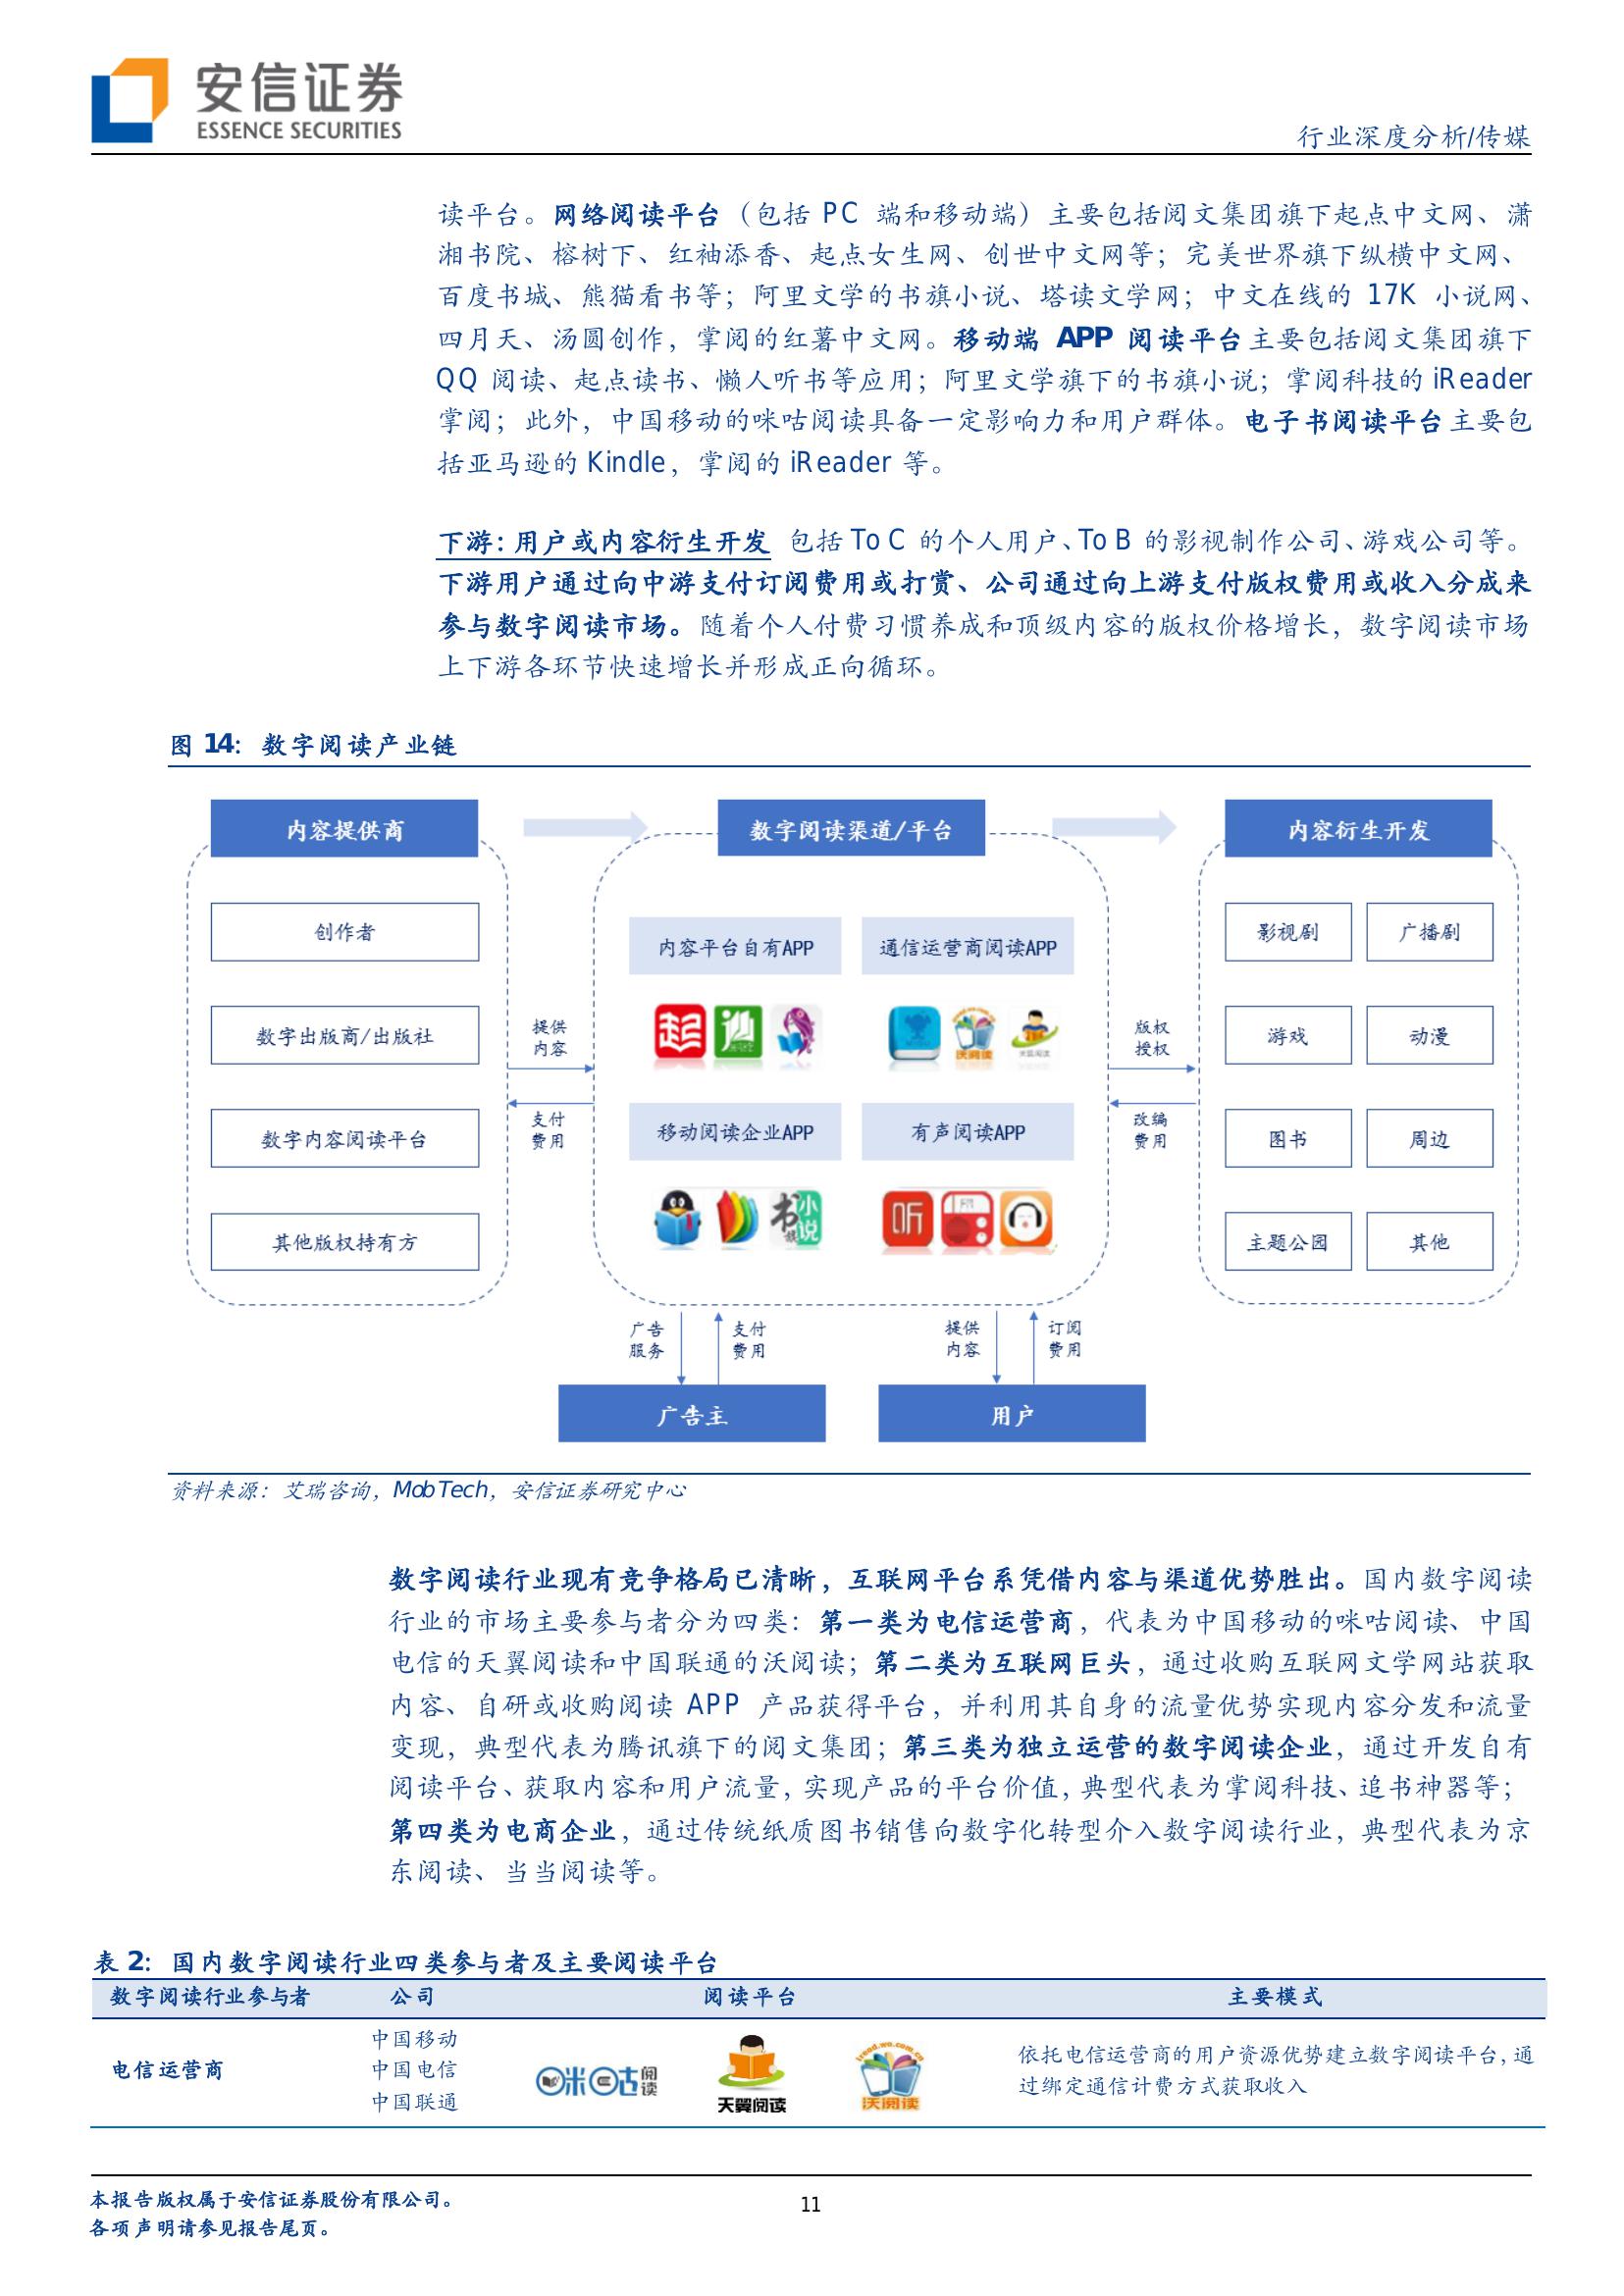 安信证券
ESSENCE SECURITIES
行业深度分析/传媒
读平台。网络阅读平台（包括 PC 端和移动端）主要包括阅文集团旗下起点中文网、潇
湘书院、榕树下、红袖添香、起点女生网、创世中文网等；完美世界旗下纵横中文网、
百度书城、熊猫看书等；阿里文学的书旗小说、塔读文学网；中文在线的 17K 小说网、
四月天、汤圆创作，掌阅的红薯中文网。移动端 APP 阅读平台主要包括阅文集团旗下
QQ 阅读、起点读书、懒人听书等应用；阿里文学旗下的书旗小说；掌阅科技的 iReader
掌阅；此外，中国移动的咪咕阅读具备一定影响力和用户群体。电子书阅读平台主要包
括亚马逊的 Kindle，掌阅的 iReader 等。
下游：用户或内容衍生开发 包括 To C 的个人用户、To B 的影视制作公司、游戏公司等。
下游用户通过向中游支付订阅费用或打赏、公司通过向上游支付版权费用或收入分成来
参与数字阅读市场。随着个人付费习惯养成和顶级内容的版权价格增长，数字阅读市场
上下游各环节快速增长并形成正向循环。
图 14：数字阅读产业链
内容提供商
数字阅读渠道/平台
内容衍生开发
创作者
数字出版商/出版社
数字内容阅读平台
其他版权持有方
提供
内容
支付
费用
内容平台自有APP
通信运营商阅读APP
起
沃阅读
天翼阅读
移动阅读企业APP
有声阅读APP
书旗小说
听
FM
版权
授权
改编
费用
影视剧
广播剧
游戏
动漫
图书
周边
主题公园
其他
广告
服务
支付
费用
提供
内容
订阅
费用
广告主
用户
资料来源：艾瑞咨询，MobTech，安信证券研究中心
数字阅读行业现有竞争格局已清晰，互联网平台系凭借内容与渠道优势胜出。国内数字阅读
行业的市场主要参与者分为四类：第一类为电信运营商，代表为中国移动的咪咕阅读、中国
电信的天翼阅读和中国联通的沃阅读；第二类为互联网巨头，通过收购互联网文学网站获取
内容、自研或收购阅读 APP 产品获得平台，并利用其自身的流量优势实现内容分发和流量
变现，典型代表为腾讯旗下的阅文集团；第三类为独立运营的数字阅读企业，通过开发自有
阅读平台、获取内容和用户流量，实现产品的平台价值，典型代表为掌阅科技、追书神器等；
第四类为电商企业，通过传统纸质图书销售向数字化转型介入数字阅读行业，典型代表为京
东阅读、当当阅读等。
表 2：国内数字阅读行业四类参与者及主要阅读平台
数字阅读行业参与者 公司 阅读平台 主要模式
电信运营商
中国移动
中国电信
中国联通
咪咕阅读
天翼阅读
iread.wo.com.cn
沃阅读
依托电信运营商的用户资源优势建立数字阅读平台，通
过绑定通信计费方式获取收入
本报告版权属于安信证券股份有限公司。
各项声明请参见报告尾页。
11